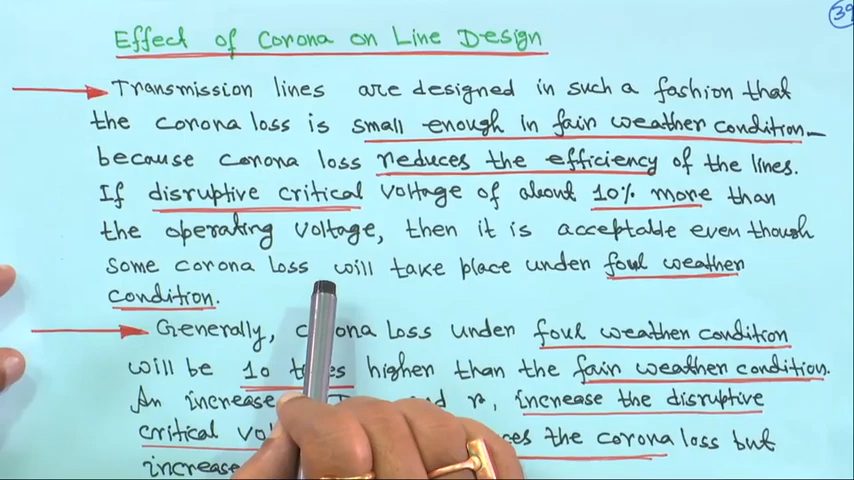 39
Effect of Corona on Line Design
Transmission lines are designed in such a fashion that
the corona loss is small enough in fair weather condition—
because corona loss reduces the efficiency of the lines.
If disruptive critical voltage of about 10% more than
the operating voltage, then it is acceptable even though
some corona loss will take place under foul weather
condition.
Generally, corona loss under foul weather condition
will be 10 higher than the fair weather condition.
An increase r, increase the disruptive
critical the corona loss but
increase